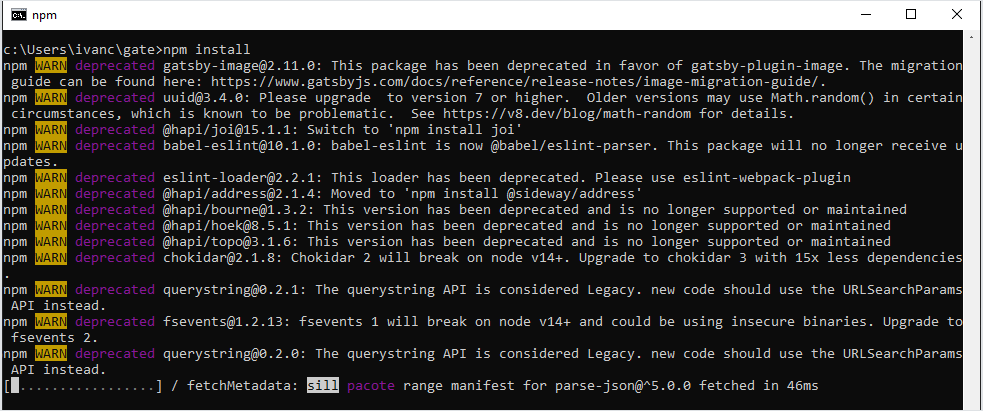 npm
c:\Users\ivanc\gate>npm install
npm WARN deprecated gatsby-image@2.11.0: This package has been deprecated in favor of gatsby-plugin-image. The migration
 guide can be found here: https://www.gatsbyjs.com/docs/reference/release-notes/image-migration-guide/.
npm WARN deprecated uuid@3.4.0: Please upgrade  to version 7 or higher.  Older versions may use Math.random() in certain
 circumstances, which is known to be problematic.  See https://v8.dev/blog/math-random for details.
npm WARN deprecated @hapi/joi@15.1.1: Switch to 'npm install joi'
npm WARN deprecated babel-eslint@10.1.0: babel-eslint is now @babel/eslint-parser. This package will no longer receive u
pdates.
npm WARN deprecated eslint-loader@2.2.1: This loader has been deprecated. Please use eslint-webpack-plugin
npm WARN deprecated @hapi/address@2.1.4: Moved to 'npm install @sideway/address'
npm WARN deprecated @hapi/bourne@1.3.2: This version has been deprecated and is no longer supported or maintained
npm WARN deprecated @hapi/hoek@8.5.1: This version has been deprecated and is no longer supported or maintained
npm WARN deprecated @hapi/topo@3.1.6: This version has been deprecated and is no longer supported or maintained
npm WARN deprecated chokidar@2.1.8: Chokidar 2 will break on node v14+. Upgrade to chokidar 3 with 15x less dependencies
.
npm WARN deprecated querystring@0.2.1: The querystring API is considered Legacy. new code should use the URLSearchParams
 API instead.
npm WARN deprecated fsevents@1.2.13: fsevents 1 will break on node v14+ and could be using insecure binaries. Upgrade to
 fsevents 2.
npm WARN deprecated querystring@0.2.0: The querystring API is considered Legacy. new code should use the URLSearchParams
 API instead.
[ .................] / fetchMetadata: sill pacote range manifest for parse-json@^5.0.0 fetched in 46ms